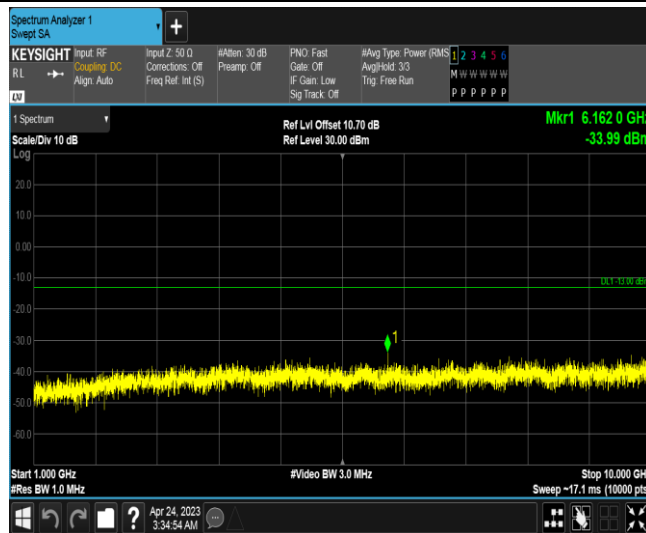 Spectrum Analyzer 1
Swept SA
KEYSIGHT
RL
Input: RF
Coupling: DC
Align: Auto
Input Z: 50 Ω
Corrections: Off
Freq Ref: Int (S)
#Atten: 30 dB
Preamp: Off
PNO: Fast
Gate: Off
IF Gain: Low
Sig Track: Off
#Avg Type: Power (RMS
Avg|Hold: 3/3
Trig: Free Run
1 2 3 4 5 6
M W W W W W
P P P P P P
1 Spectrum
Scale/Div 10 dB
Log
Ref Lvl Offset 10.70 dB
Ref Level 30.00 dBm
Mkr1 6.162 0 GHz
-33.99 dBm
20.0
10.0
0.00
-10.0
DL1 -13.00 dBm
-20.0
-30.0
1
-40.0
-50.0
-60.0
Start 1.000 GHz
#Res BW 1.0 MHz
#Video BW 3.0 MHz
Stop 10.000 GHz
Sweep ~17.1 ms (10000 pts
Apr 24, 2023
3:34:54 AM